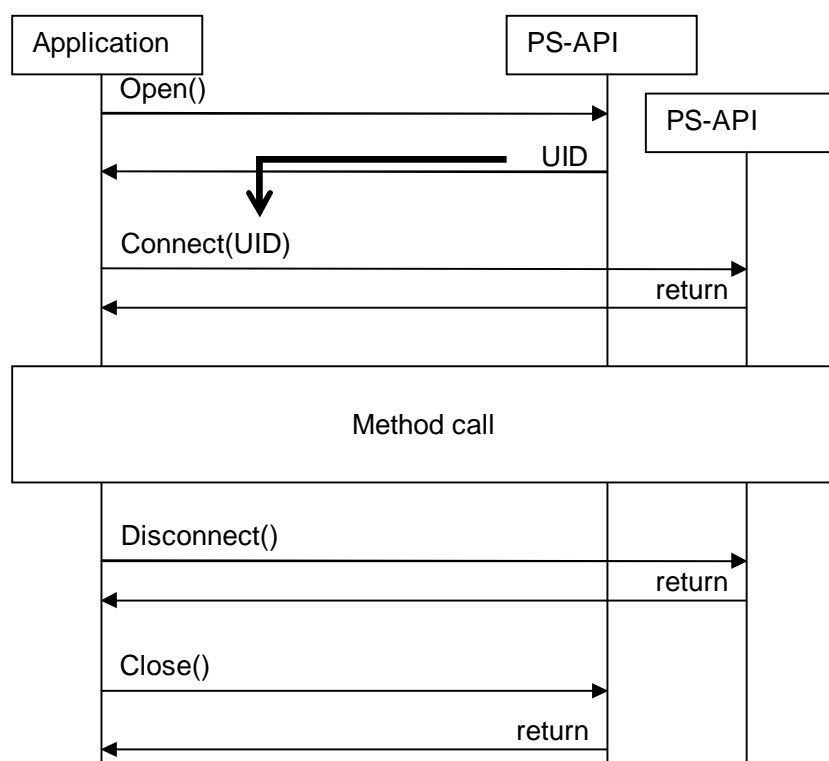 Application
PS-API
Open()
PS-API
UID
Connect(UID)
return
Method call
Disconnect()
return
Close()
return